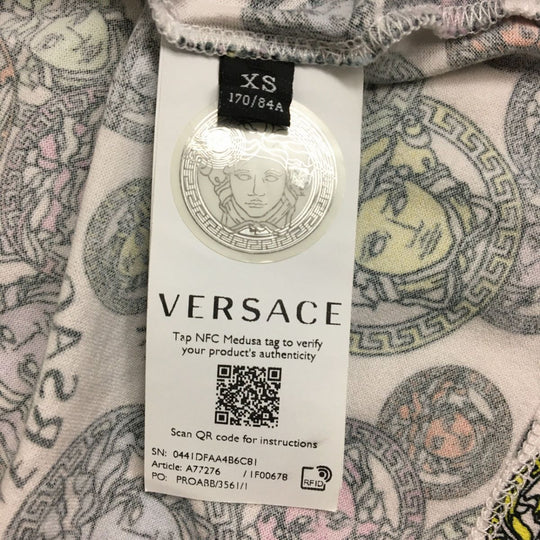 XS
170/84A
VERSACE
Tap NFC Medusa tag to verify
your product's authenticity
Scan QR code for instructions
SN: 0441DFAA4B6C81
Article: A77276 / 1F00678
PO: PROABB/3561/1
RFID